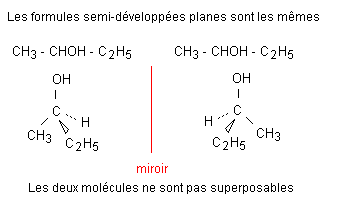 Les formules semi-développées planes sont les mêmes
CH3 - CHOH - C2H5 CH3 - CHOH - C2H5
OH OH
C C
H H
CH3 C2H5 C2H5 CH3
miroir
Les deux molécules ne sont pas superposables